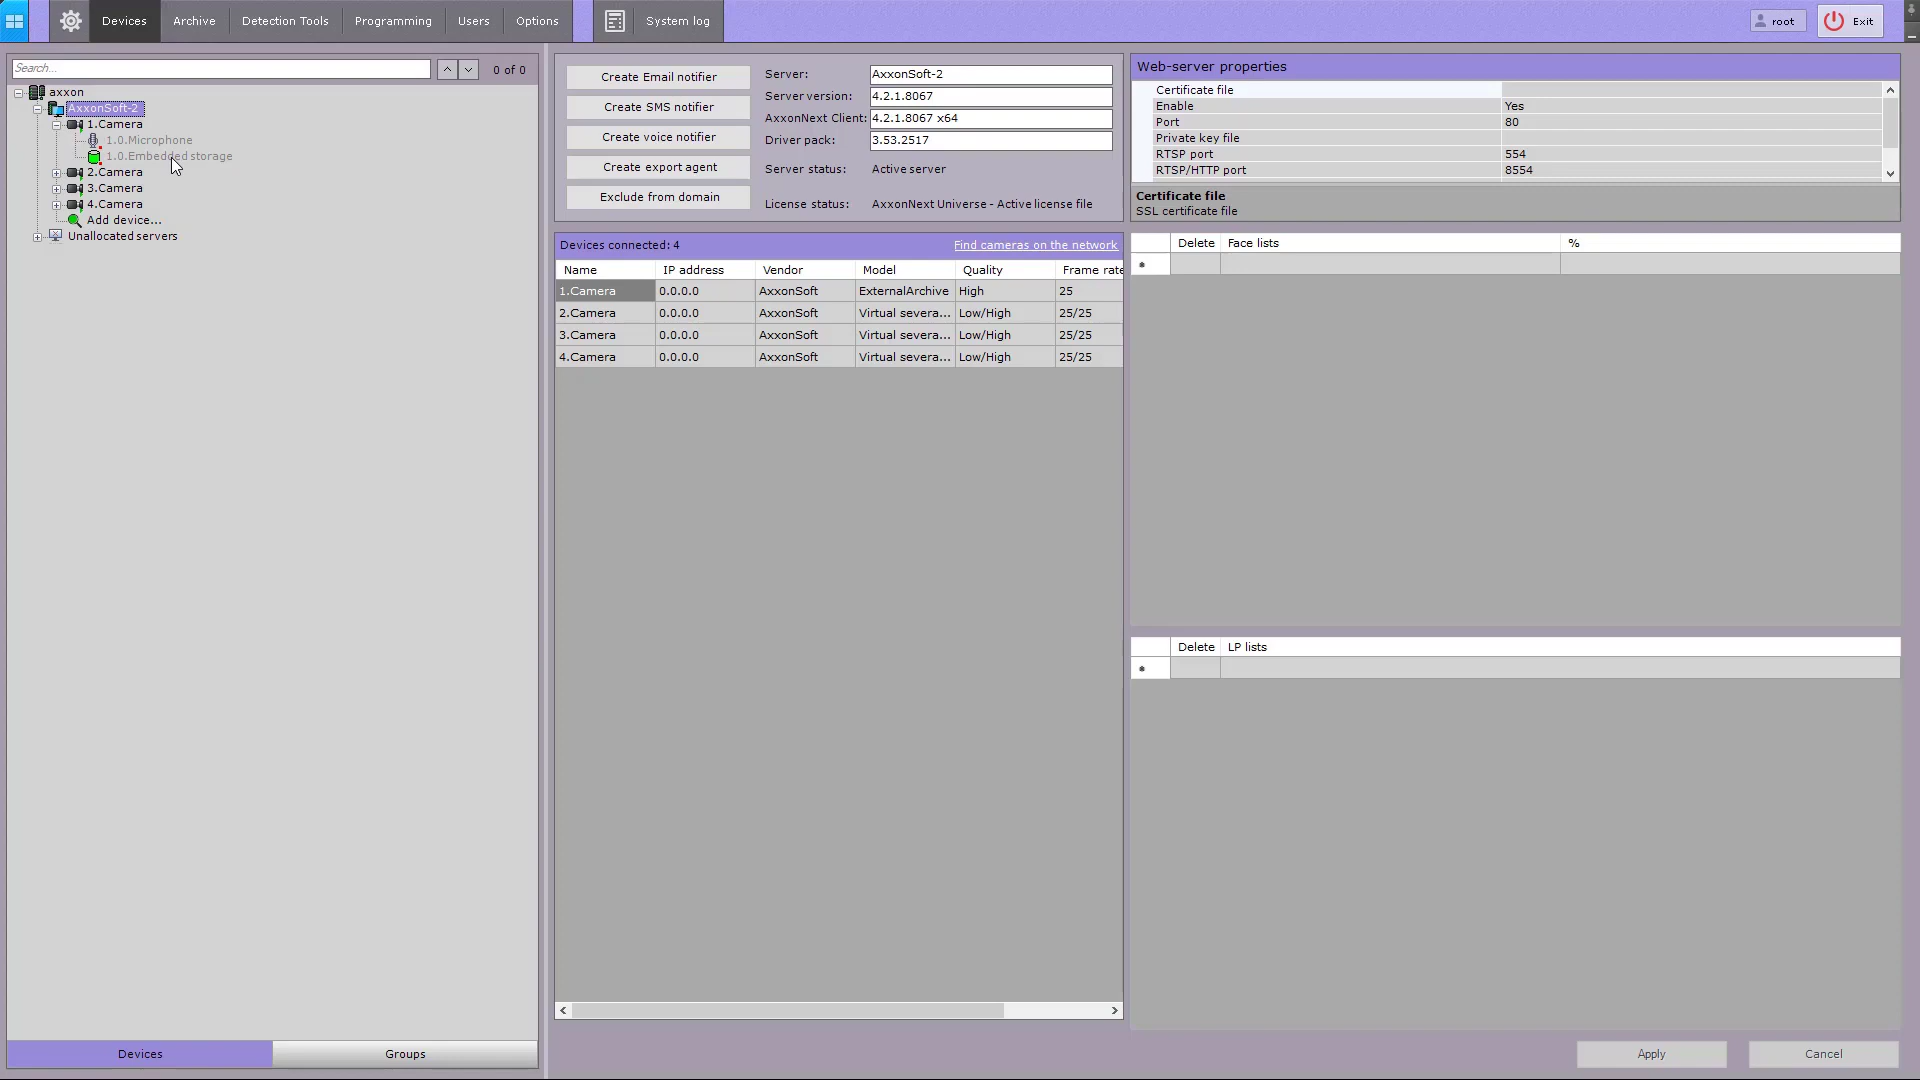 Devices
Archive
Detection Tools
Programming
Users
Options
System log
root
Exit
Search...
0 of 0
axxon
AxxonSoft-2
1.Camera
1.0.Microphone
1.0.Embedded storage
2.Camera
3.Camera
4.Camera
Add device...
Unallocated servers
Create Email notifier
Create SMS notifier
Create voice notifier
Create export agent
Exclude from domain
Server: AxxonSoft-2
Server version: 4.2.1.8067
AxxonNext Client: 4.2.1.8067 x64
Driver pack: 3.53.2517
Server status: Active server
License status: AxxonNext Universe - Active license file
Devices connected: 4 Find cameras on the network
Name IP address Vendor Model Quality Frame rate
1.Camera 0.0.0.0 AxxonSoft ExternalArchive High 25
2.Camera 0.0.0.0 AxxonSoft Virtual severa... Low/High 25/25
3.Camera 0.0.0.0 AxxonSoft Virtual severa... Low/High 25/25
4.Camera 0.0.0.0 AxxonSoft Virtual severa... Low/High 25/25
Web-server properties
Certificate file
Enable Yes
Port 80
Private key file
RTSP port 554
RTSP/HTTP port 8554
Certificate file
SSL certificate file
Delete Face lists %
Delete LP lists
Devices
Groups
Apply
Cancel